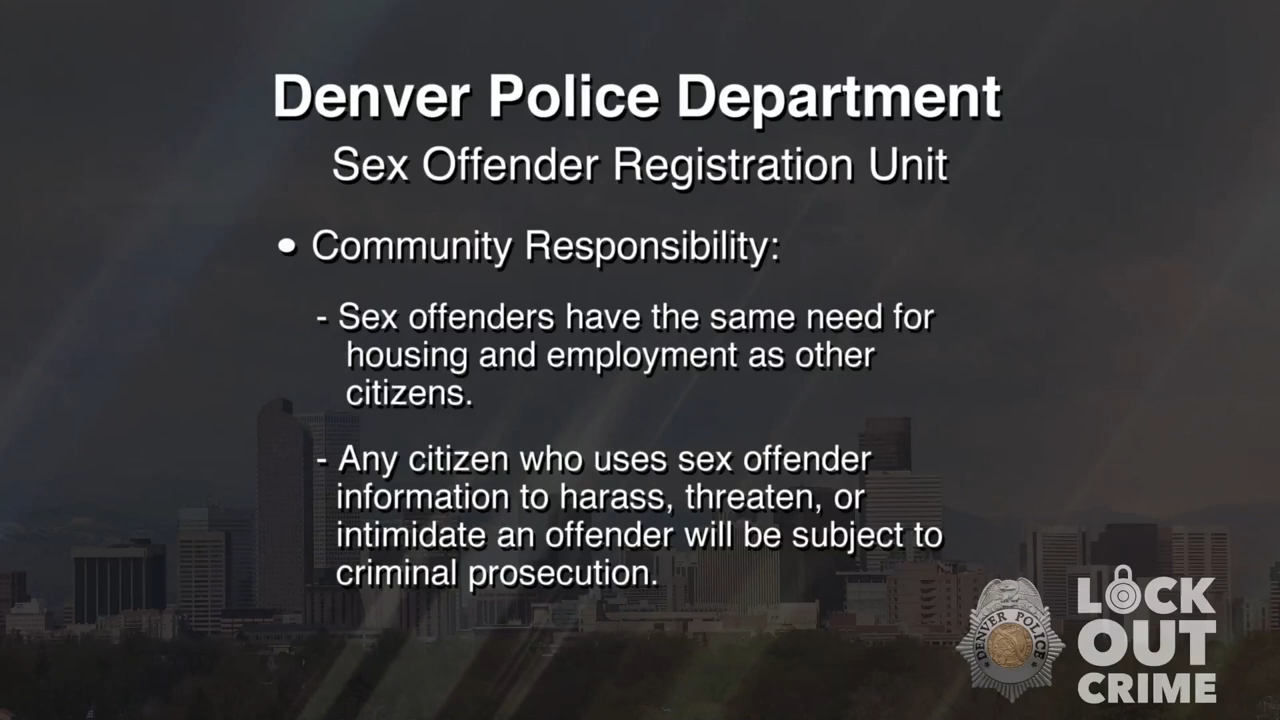 Denver Police Department
Sex Offender Registration Unit
• Community Responsibility:
- Sex offenders have the same need for
housing and employment as other
citizens.
- Any citizen who uses sex offender
information to harass, threaten, or
intimidate an offender will be subject to
criminal prosecution.
DENVER POLICE
LOCK
OUT
CRIME